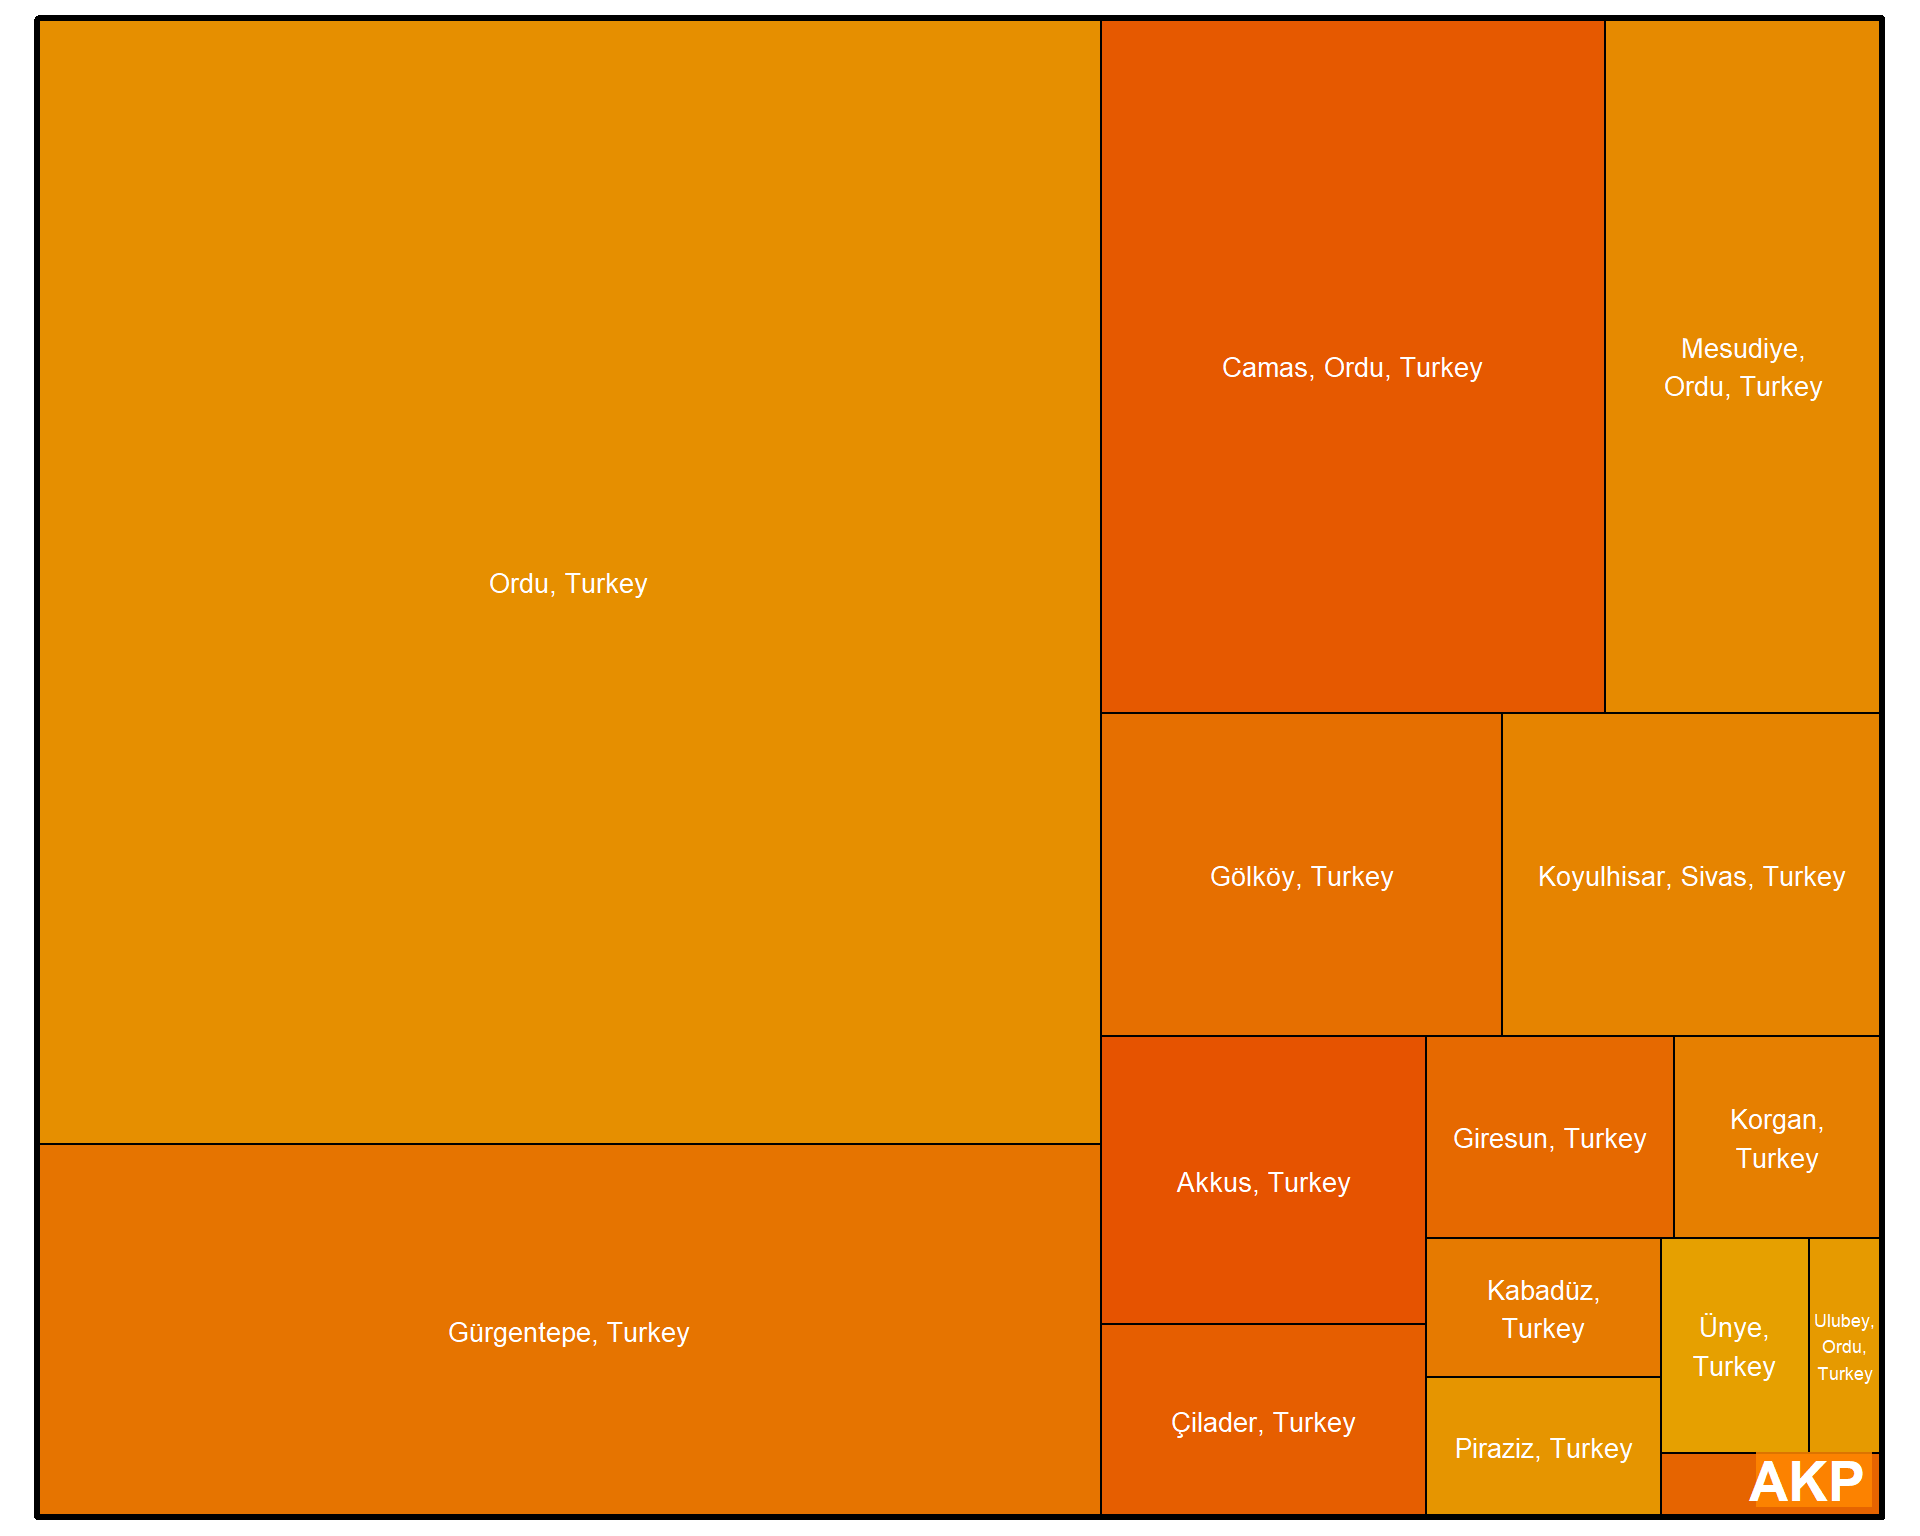 Ordu, Turkey
Gürgentepe, Turkey
Camas, Ordu, Turkey
Mesudiye,
Ordu, Turkey
Gölköy, Turkey
Koyulhisar, Sivas, Turkey
Akkus, Turkey
Çilader, Turkey
Giresun, Turkey
Korgan,
Turkey
Kabadüz,
Turkey
Piraziz, Turkey
Ünye,
Turkey
Ulubey,
Ordu,
Turkey
AKP